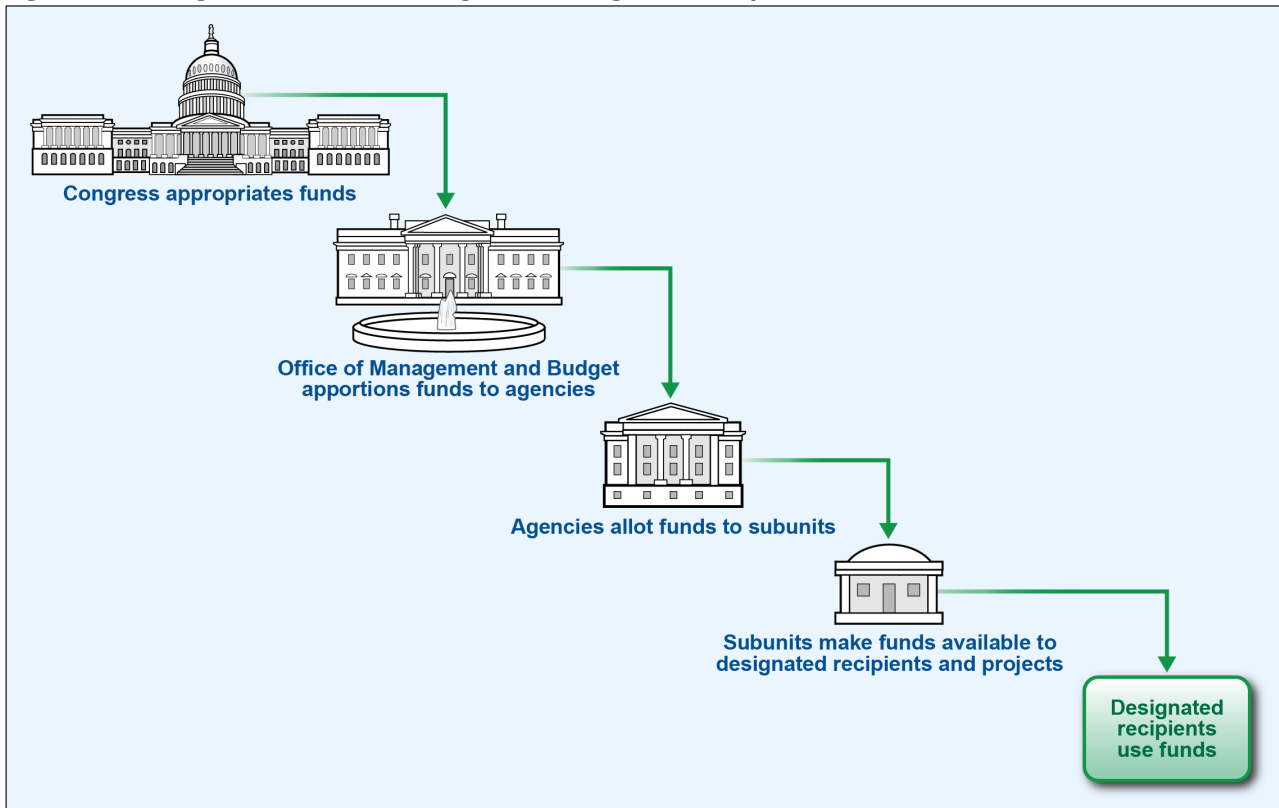 Congress appropriates funds
Office of Management and Budget
apportions funds to agencies
Agencies allot funds to subunits
Subunits make funds available to
designated recipients and projects
Designated
recipients
use funds